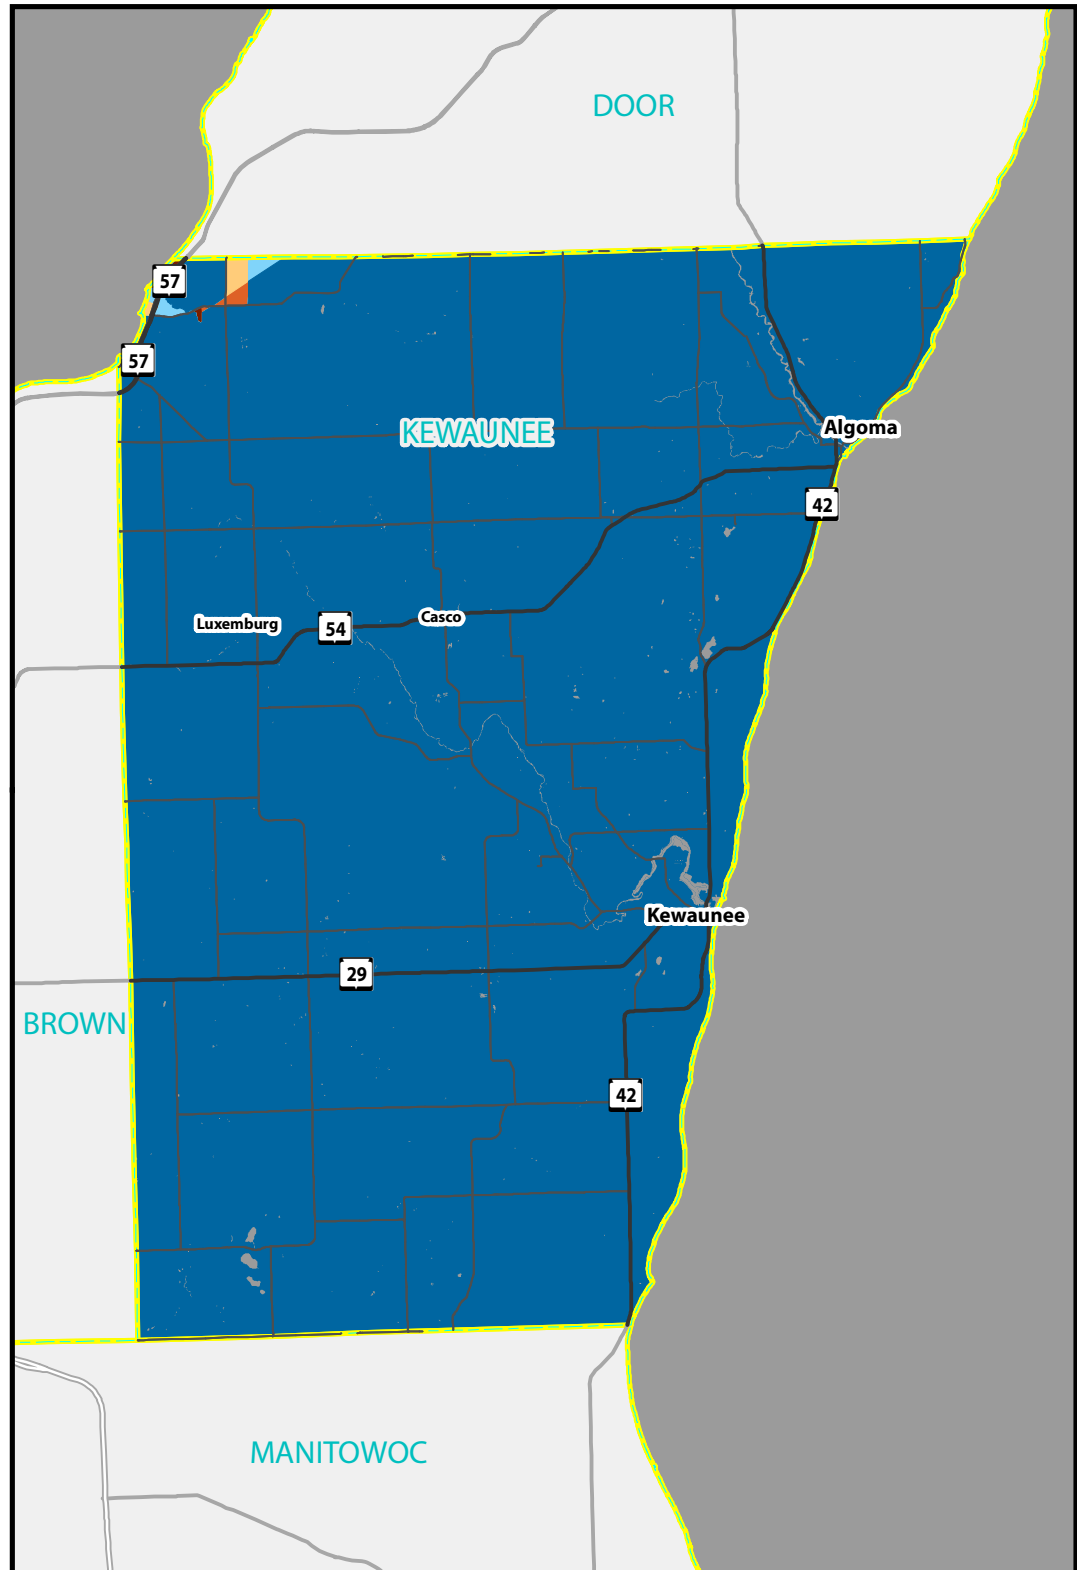 DOOR
57
57
KEWAUNEE
Algoma
42
Luxemburg
54
Casco
Kewaunee
29
BROWN
42
MANITOWOC